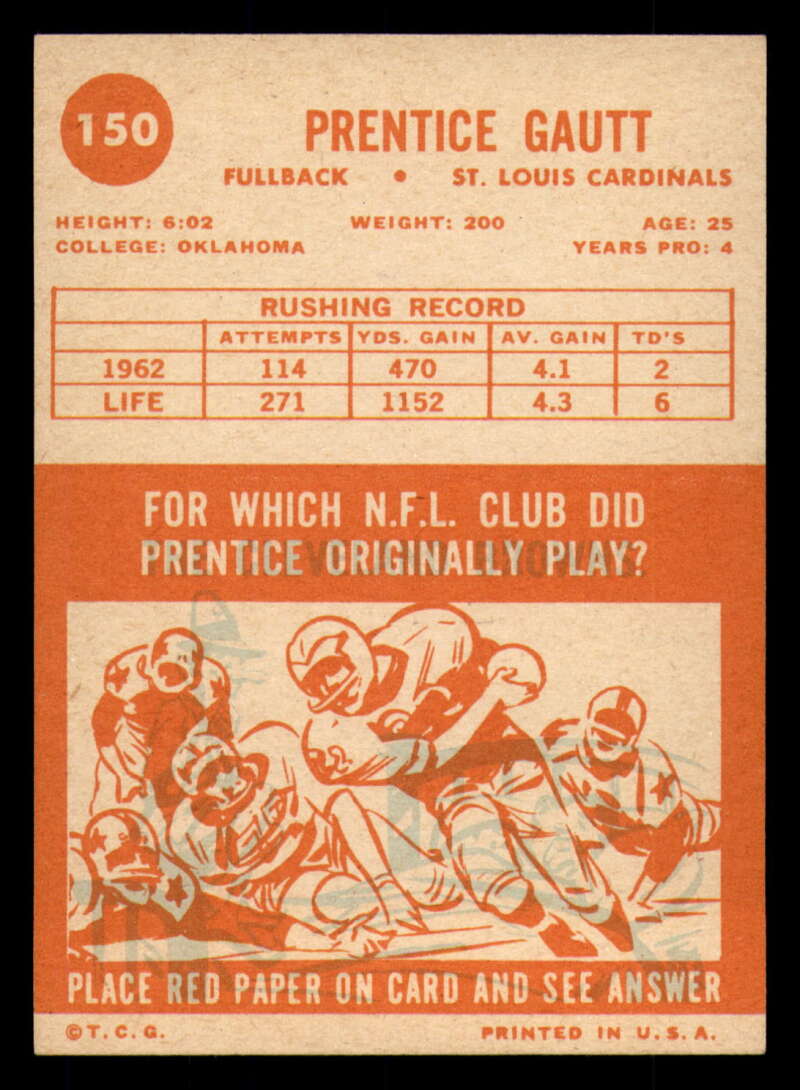 150
PRENTICE GAUTT
FULLBACK • ST. LOUIS CARDINALS
HEIGHT: 6:02 WEIGHT: 200 AGE: 25
COLLEGE: OKLAHOMA YEARS PRO: 4
RUSHING RECORD
ATTEMPTS YDS. GAIN AV. GAIN TD'S
1962 114 470 4.1 2
LIFE 271 1152 4.3 6
FOR WHICH N.F.L. CLUB DID
PRENTICE ORIGINALLY PLAY?
PLACE RED PAPER ON CARD AND SEE ANSWER
©T.C.G. PRINTED IN U.S.A.